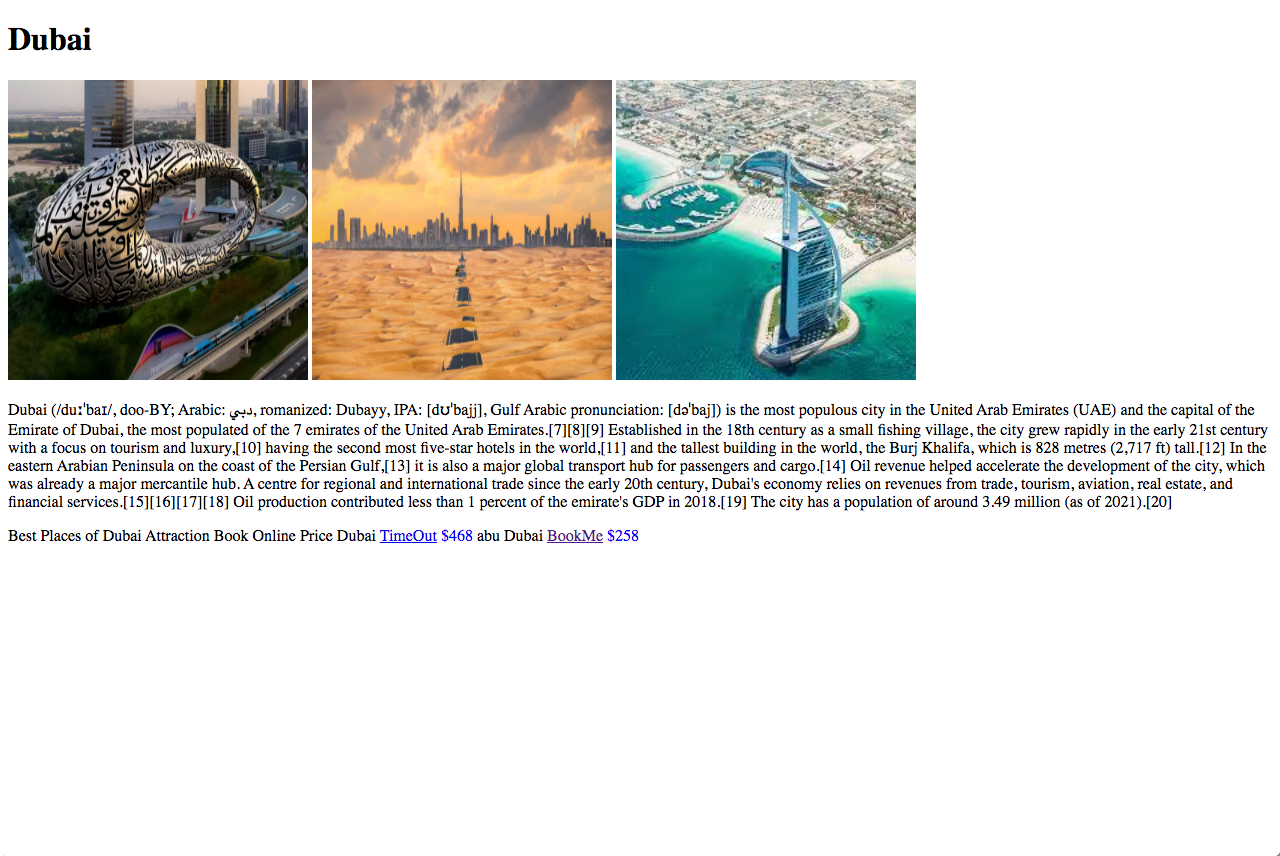 Dubai
Dubai (/duːˈbaɪ/, doo-BY; Arabic: دبي, romanized: Dubayy, IPA: [dʊˈbajj], Gulf Arabic pronunciation: [dəˈbaj]) is the most populous city in the United Arab Emirates (UAE) and the capital of the
Emirate of Dubai, the most populated of the 7 emirates of the United Arab Emirates.[7][8][9] Established in the 18th century as a small fishing village, the city grew rapidly in the early 21st century
with a focus on tourism and luxury,[10] having the second most five-star hotels in the world,[11] and the tallest building in the world, the Burj Khalifa, which is 828 metres (2,717 ft) tall.[12] In the
eastern Arabian Peninsula on the coast of the Persian Gulf,[13] it is also a major global transport hub for passengers and cargo.[14] Oil revenue helped accelerate the development of the city, which
was already a major mercantile hub. A centre for regional and international trade since the early 20th century, Dubai's economy relies on revenues from trade, tourism, aviation, real estate, and
financial services.[15][16][17][18] Oil production contributed less than 1 percent of the emirate's GDP in 2018.[19] The city has a population of around 3.49 million (as of 2021).[20]
Best Places of Dubai Attraction Book Online Price Dubai TimeOut $468 abu Dubai BookMe $258